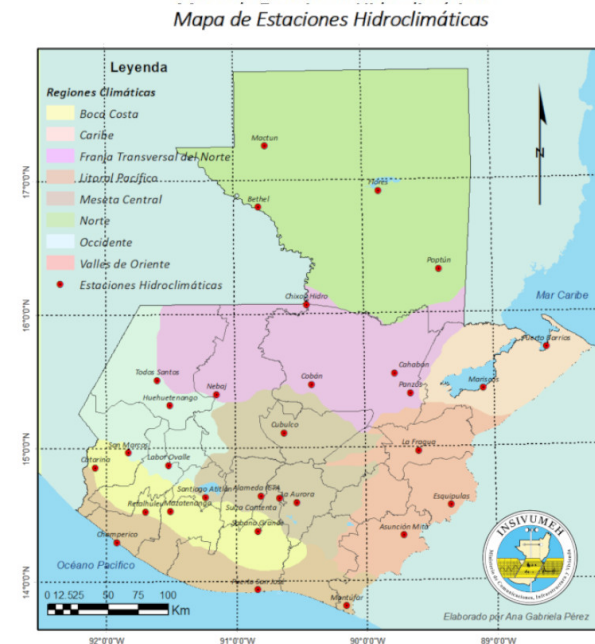 Mapa de Estaciones Hidroclimáticas
Leyenda
Regiones Climáticas
Boca Costa
Caribe
Franja Transversal del Norte
Litoral Pacífico
Meseta Central
Norte
Occidente
Valles de Oriente
Estaciones Hidroclimáticas
N
17°0'0"N
16°0'0"N
15°0'0"N
14°0'0"N
Mactun
Flores
Bethel
Poptún
Chixoy Hidro
Mar Caribe
Puerto Barrios
Todos Santos
Nebaj
Cobán
Cahabón
Panzós
Mariscos
Huehuetenango
Cubulco
La Fragua
San Marcos
Catarina
Labor Ovalle
Santiago Atitlán
Alameda ICTA
La Aurora
Suiza Contenta
Esquipulas
Retalhuleu
Mazatenango
Sabana Grande
Asunción Mita
Champerico
Océano Pacifico
Puerto San José
Montúfar
INSIVUMEH
0 12.525 50 75 100
Km
Elaborado por Ana Gabriela Pérez
92°0'0"W
91°0'0"W
90°0'0"W
89°0'0"W